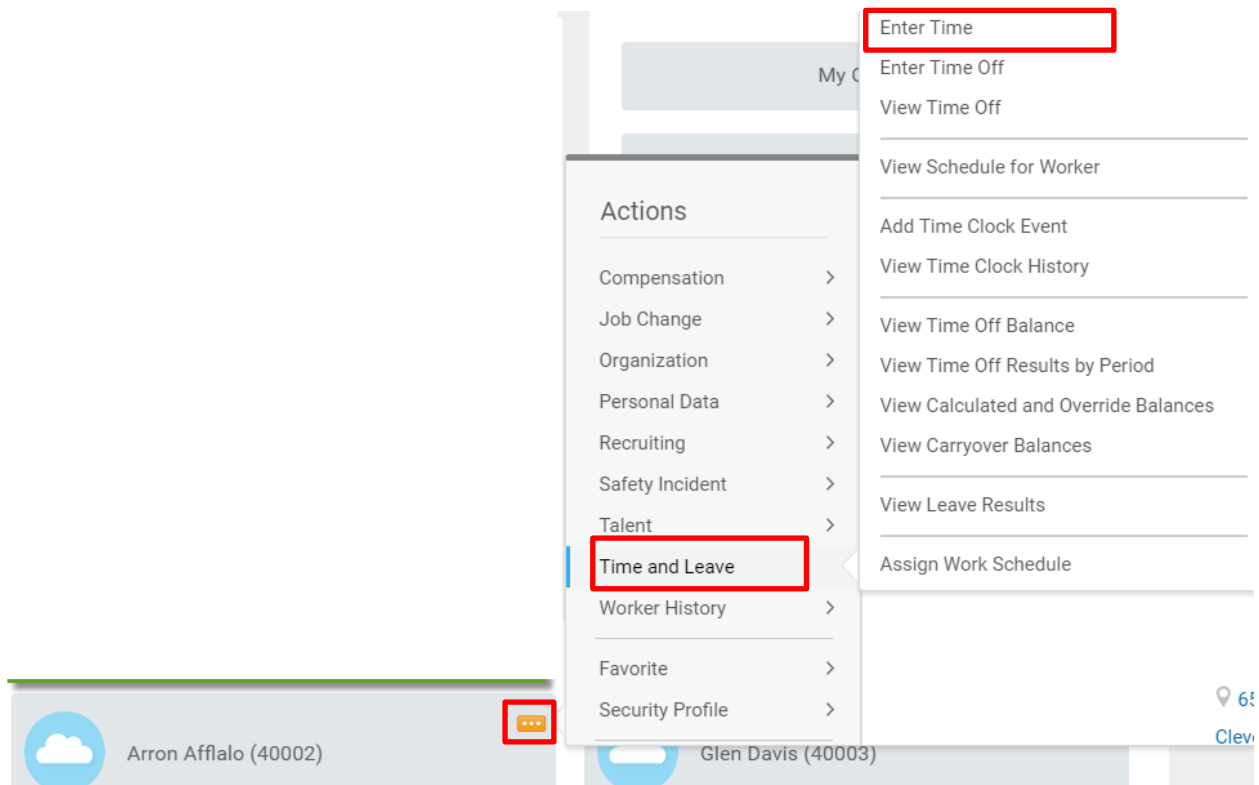 My
Actions
Compensation
Job Change
Organization
Personal Data
Recruiting
Safety Incident
Talent
Time and Leave
Worker History
Favorite
Security Profile
Enter Time
Enter Time Off
View Time Off
View Schedule for Worker
Add Time Clock Event
View Time Clock History
View Time Off Balance
View Time Off Results by Period
View Calculated and Override Balances
View Carryover Balances
View Leave Results
Assign Work Schedule
Arron Afflalo (40002)
Glen Davis (40003)
65